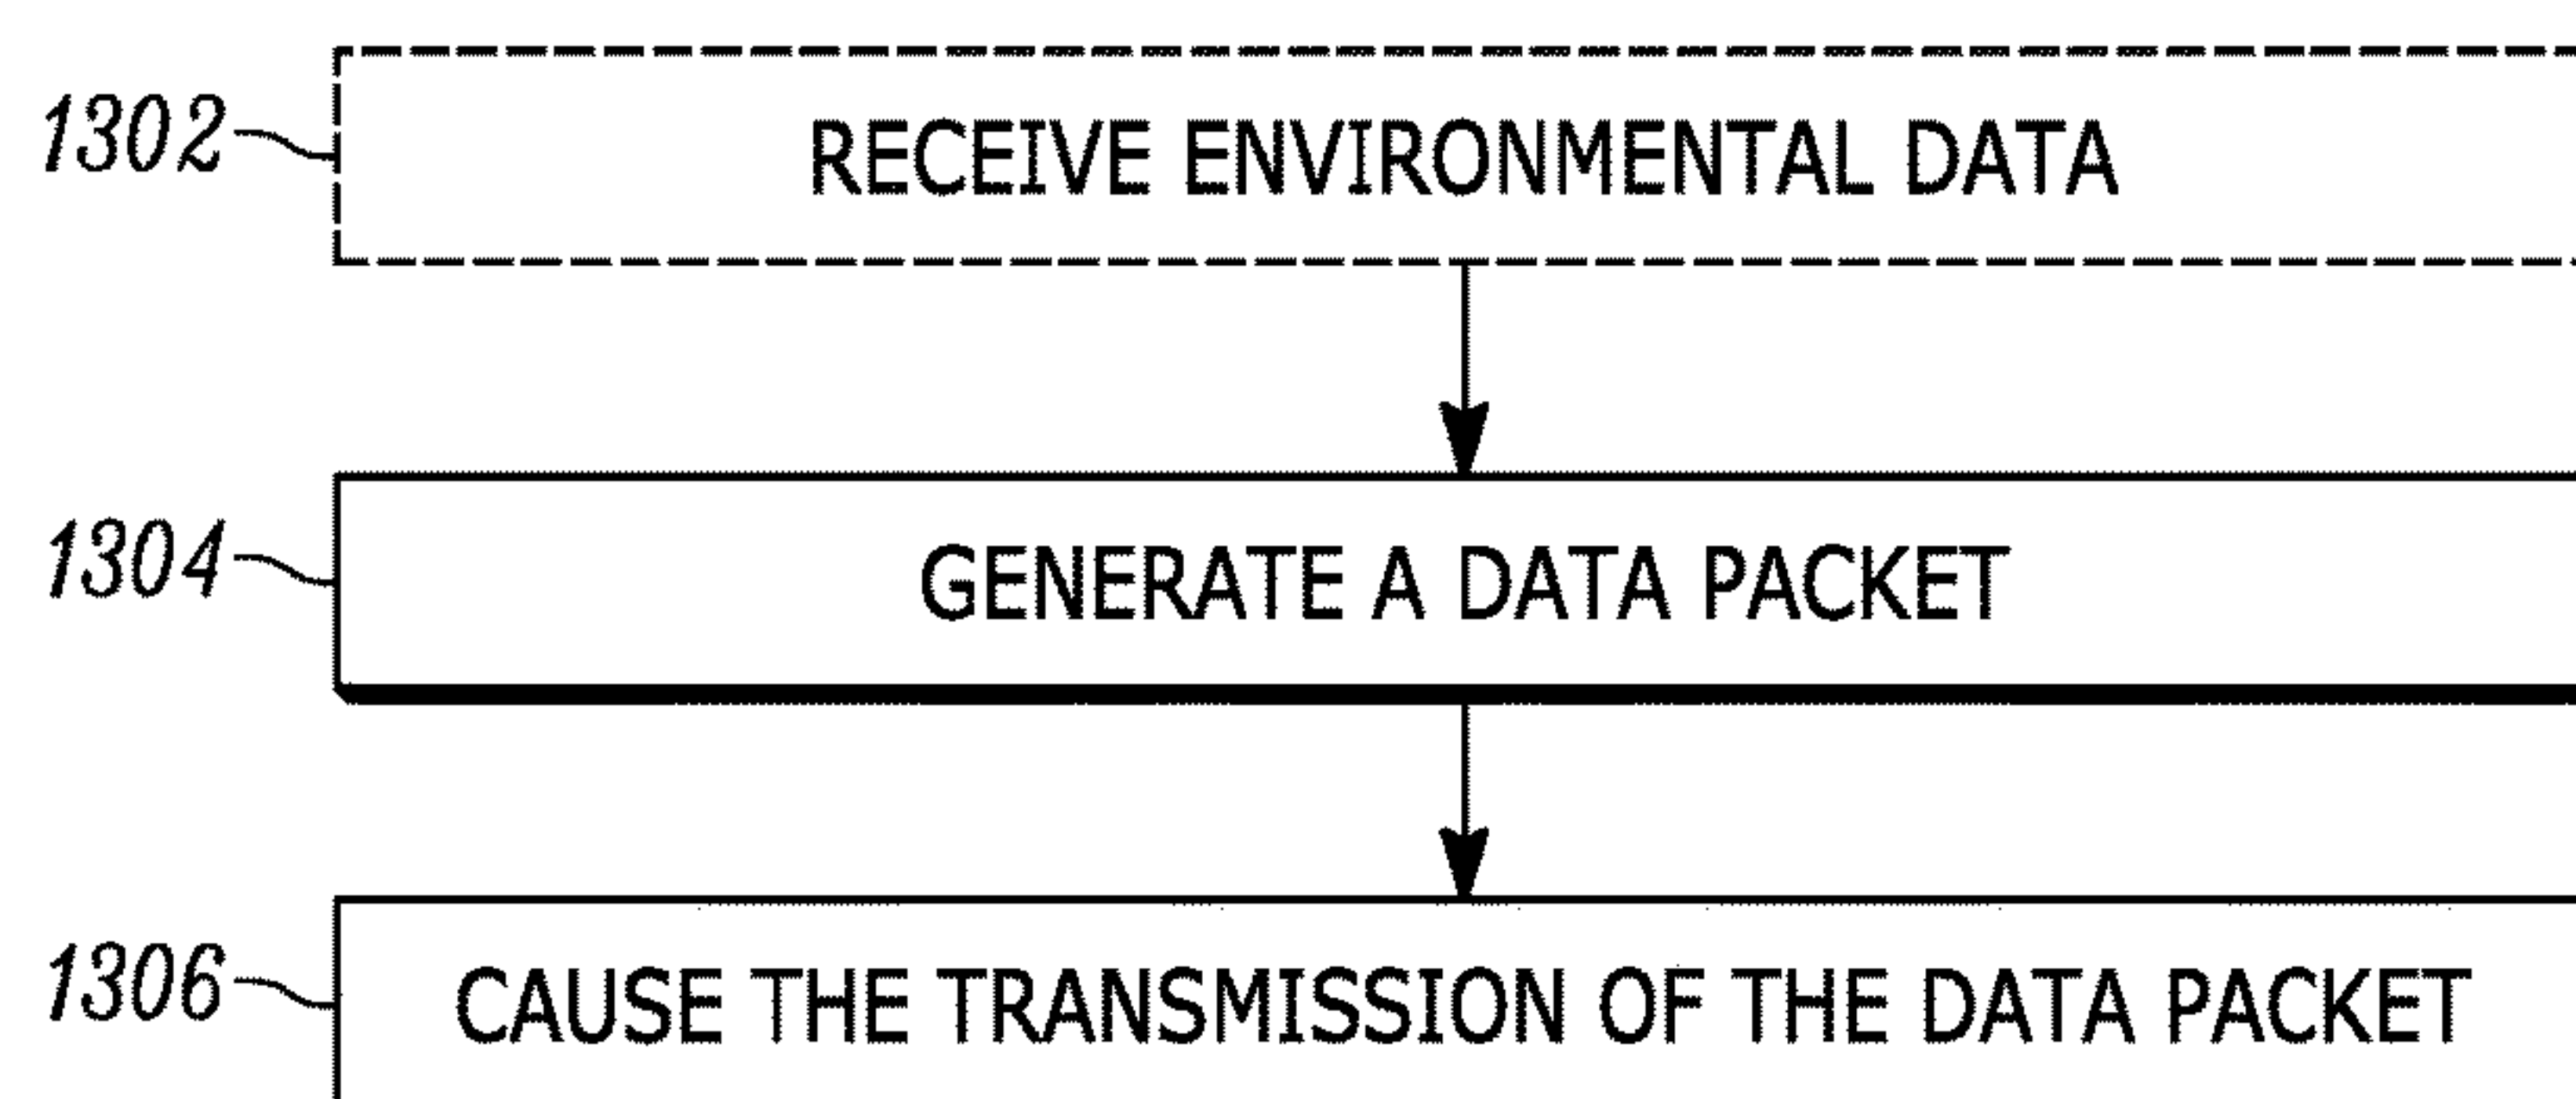 1302 RECEIVE ENVIRONMENTAL DATA
1304 GENERATE A DATA PACKET
1306 CAUSE THE TRANSMISSION OF THE DATA PACKET